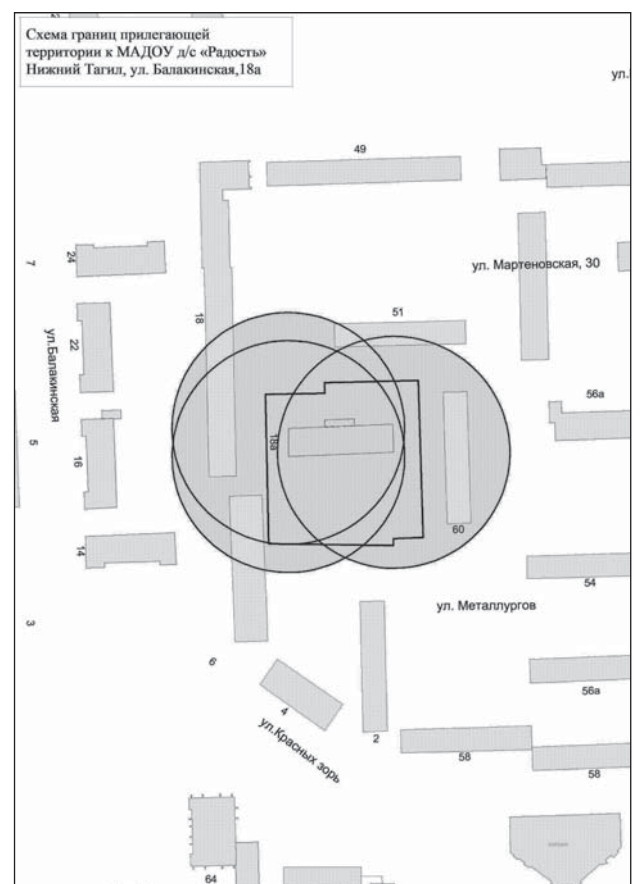 Схема границ прилегающей
территории к МАДОУ д/с «Радость»
Нижний Тагил, ул. Балакинская,18а
ул.
49
24
7
ул. Мартеновская, 30
18
51
22
ул.Балакинская
56а
5
16
18а
60
14
54
3
ул. Металлургов
6
56а
4
2
ул.Красных зорь
58
58
64